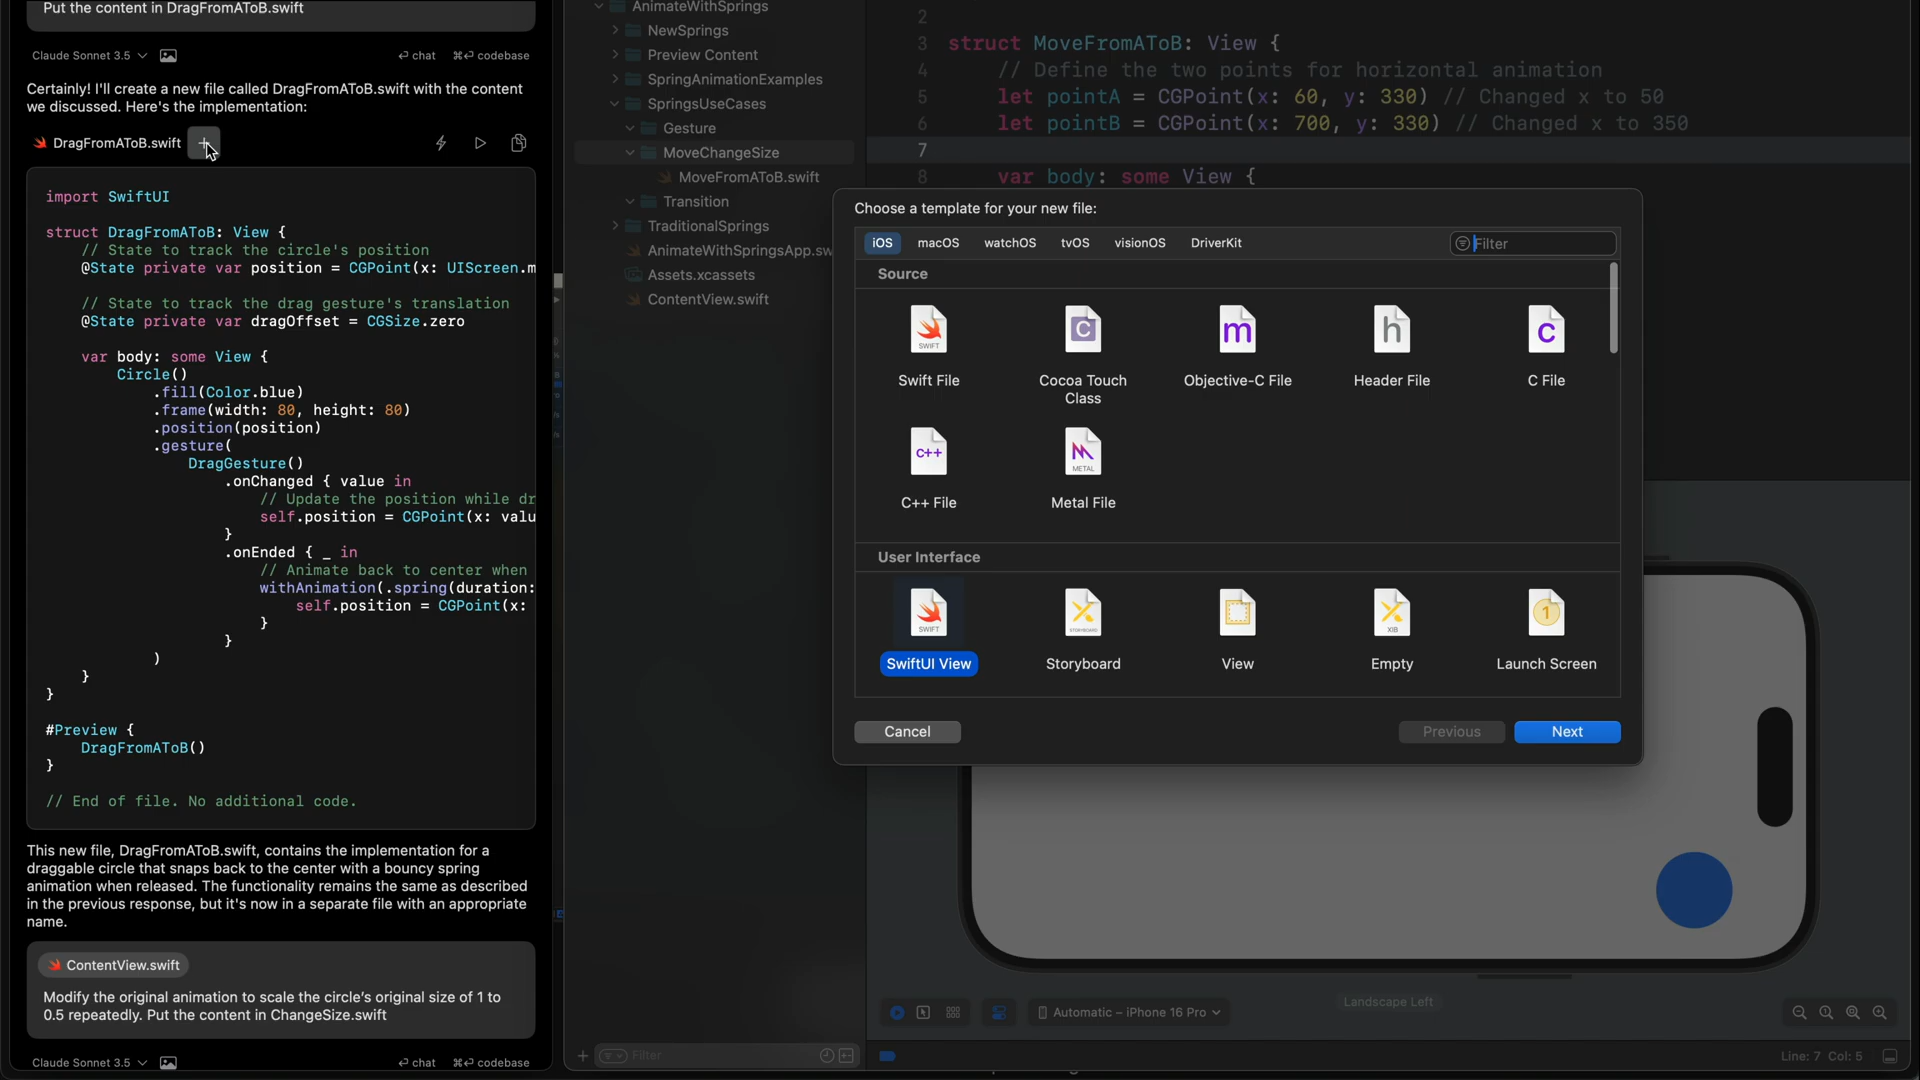 Put the content in DragFromAToB.swift
Claude Sonnet 3.5
chat
codebase
Certainly! I'll create a new file called DragFromAToB.swift with the content
we discussed. Here's the implementation:
DragFromAToB.swift
import SwiftUI
struct DragFromAToB: View {
// State to track the circle's position
@State private var position = CGPoint(x: UIScreen.m
// State to track the drag gesture's translation
@State private var dragOffset = CGSize.zero
var body: some View {
Circle()
.fill(Color.blue)
.frame(width: 80, height: 80)
.position(position)
.gesture(
DragGesture()
.onChanged { value in
// Update the position while dr
self.position = CGPoint(x: valu
}
.onEnded { _ in
// Animate back to center when
withAnimation(.spring(duration:
self.position = CGPoint(x:
}
}
)
}
}
#Preview {
DragFromAToB()
}
// End of file. No additional code.
This new file, DragFromAToB.swift, contains the implementation for a
draggable circle that snaps back to the center with a bouncy spring
animation when released. The functionality remains the same as described
in the previous response, but it's now in a separate file with an appropriate
name.
ContentView.swift
Modify the original animation to scale the circle's original size of 1 to
0.5 repeatedly. Put the content in ChangeSize.swift
Claude Sonnet 3.5
chat
codebase
AnimateWithSprings
NewSprings
Preview Content
SpringAnimationExamples
SpringsUseCases
Gesture
MoveChangeSize
MoveFromAToB.swift
Transition
TraditionalSprings
AnimateWithSpringsApp.sw
Assets.xcassets
ContentView.swift
Filter
2
3 struct MoveFromAToB: View {
4 // Define the two points for horizontal animation
5 let pointA = CGPoint(x: 60, y: 330) // Changed x to 50
6 let pointB = CGPoint(x: 700, y: 330) // Changed x to 350
7
8 var body: some View {
Choose a template for your new file:
iOS
macOS
watchOS
tvOS
visionOS
DriverKit
Filter
Source
SWIFT
C
m
h
c
Swift File
Cocoa Touch
Class
Objective-C File
Header File
C File
C++
METAL
C++ File
Metal File
User Interface
SWIFT
STORYBOARD
XIB
1
SwiftUI View
Storyboard
View
Empty
Launch Screen
Cancel
Previous
Next
Automatic – iPhone 16 Pro
Landscape Left
Line: 7 Col: 5